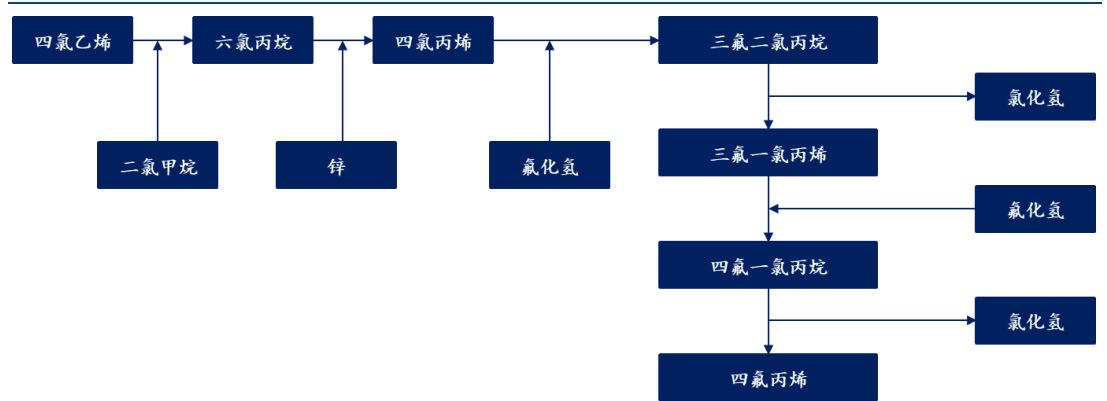 四氯乙烯
六氯丙烷
四氯丙烯
三氟二氯丙烷
氯化氢
二氯甲烷
锌
氟化氢
三氟一氯丙烯
氟化氢
四氟一氯丙烷
氯化氢
四氟丙烯